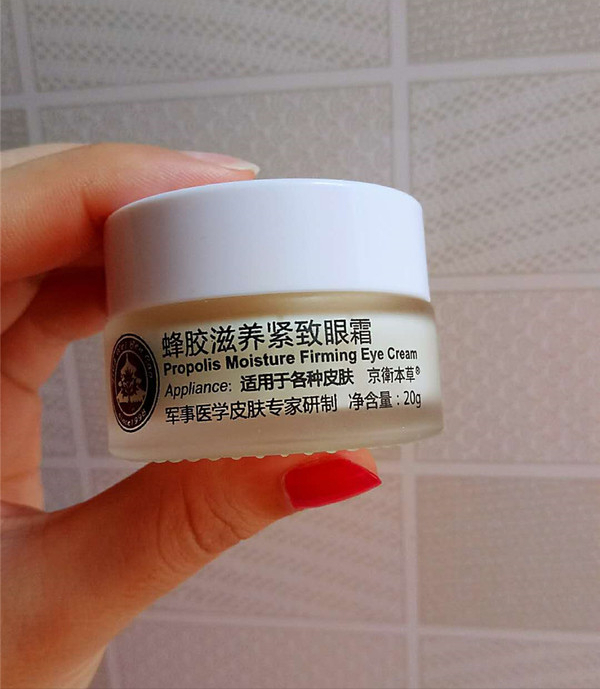 蜂胶滋养紧致眼霜
Propolis Moisture Firming Eye Cream
Appliance: 适用于各种皮肤 京衛本草®
军事医学皮肤专家研制 净含量：20g